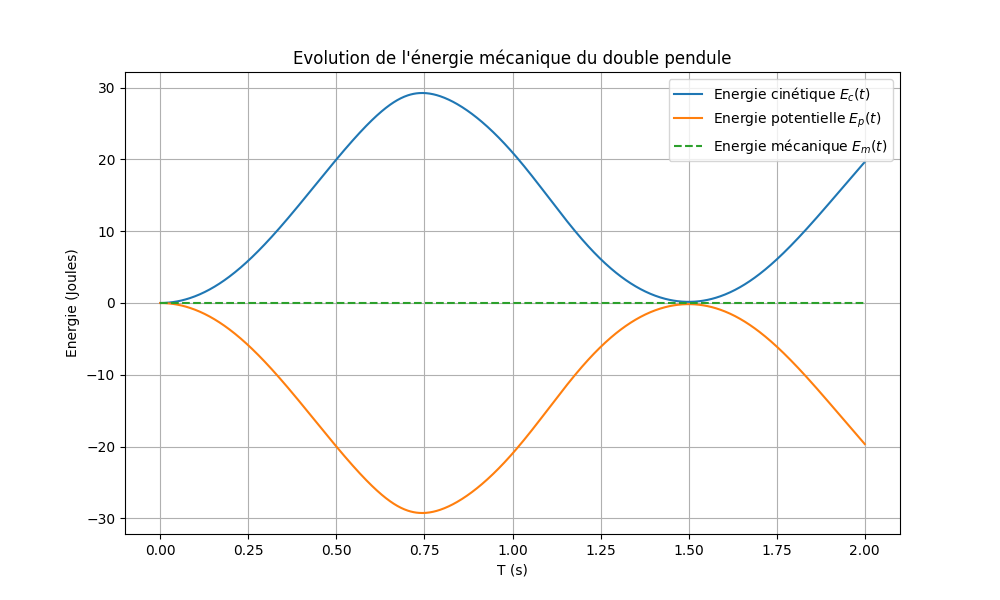 Evolution de l'énergie mécanique du double pendule
Energie cinétique E_c(t)
Energie potentielle E_p(t)
Energie mécanique E_m(t)
Energie (Joules)
30
20
10
0
−10
−20
−30
0.00 0.25 0.50 0.75 1.00 1.25 1.50 1.75 2.00
T (s)